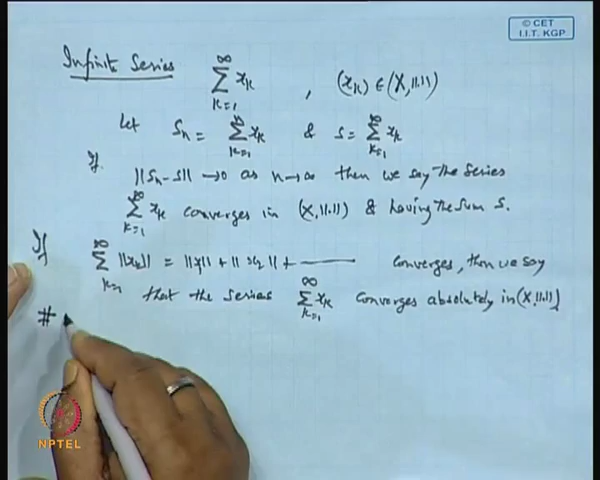 © CET
I.I.T. KGP
Infinite Series ∑_{k=1}^{∞} x_k , (x_k) ∈ (X, ||.||)
Let S_n = ∑_{k=1}^{n} x_k & s = ∑_{k=1}^{∞} x_k
If ||S_n - s|| → 0 as n → ∞ then we say the series
∑_{k=1}^{∞} x_k converges in (X, ||.||) & having the sum s.
If ∑_{k=1}^{∞} ||x_k|| = ||x_1|| + ||x_2|| + ——— converges, then we say
that the series ∑_{k=1}^{∞} x_k converges absolutely in (X, ||.||)
#
NPTEL